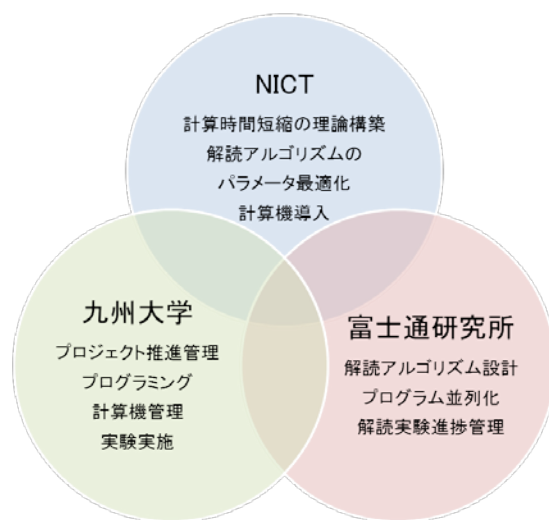 NICT
計算時間短縮の理論構築
解読アルゴリズムの
パラメータ最適化
計算機導入
九州大学
プロジェクト推進管理
プログラミング
計算機管理
実験実施
富士通研究所
解読アルゴリズム設計
プログラム並列化
解読実験進捗管理